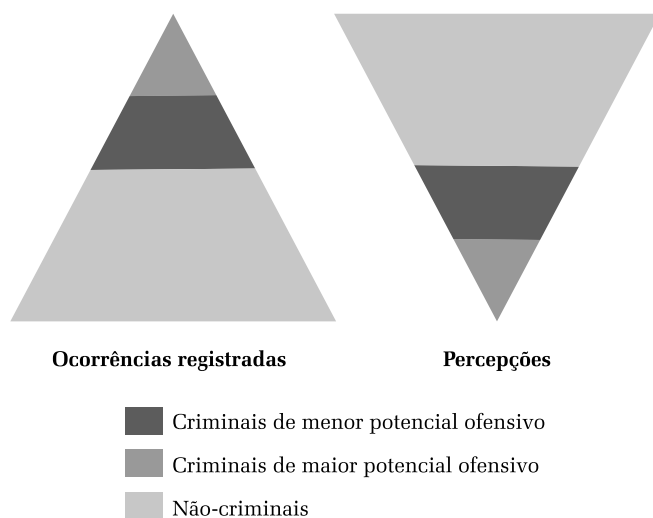 Ocorrências registradas
Percepções
Criminais de menor potencial ofensivo
Criminais de maior potencial ofensivo
Não-criminais